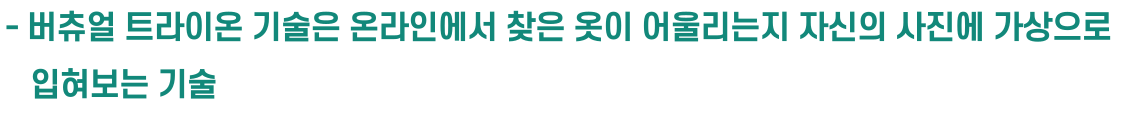 - 버츄얼 트라이온 기술은 온라인에서 찾은 옷이 어울리는지 자신의 사진에 가상으로
입혀보는 기술